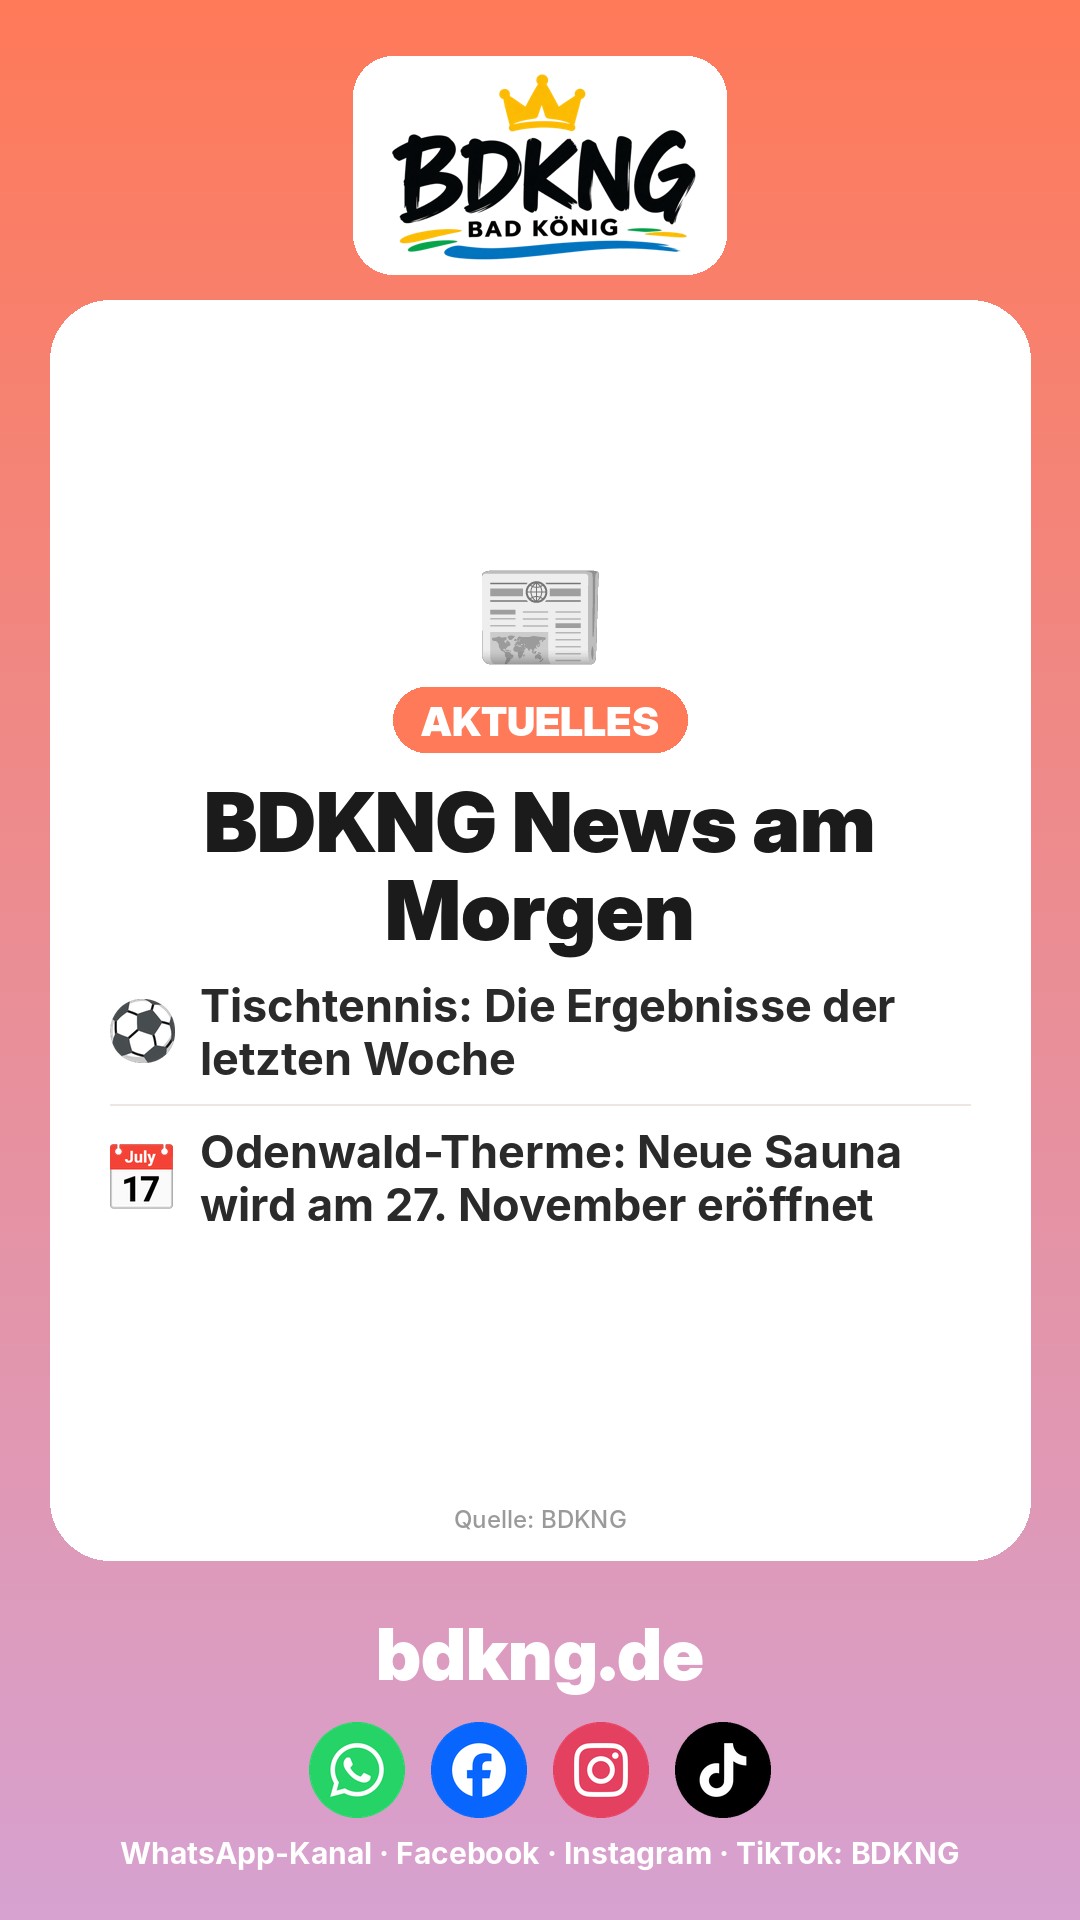 BDKNG
BAD KÖNIG
AKTUELLES
BDKNG News am
Morgen
Tischtennis: Die Ergebnisse der
letzten Woche
July
17
Odenwald-Therme: Neue Sauna
wird am 27. November eröffnet
Quelle: BDKNG
bdkng.de
WhatsApp-Kanal · Facebook · Instagram · TikTok: BDKNG